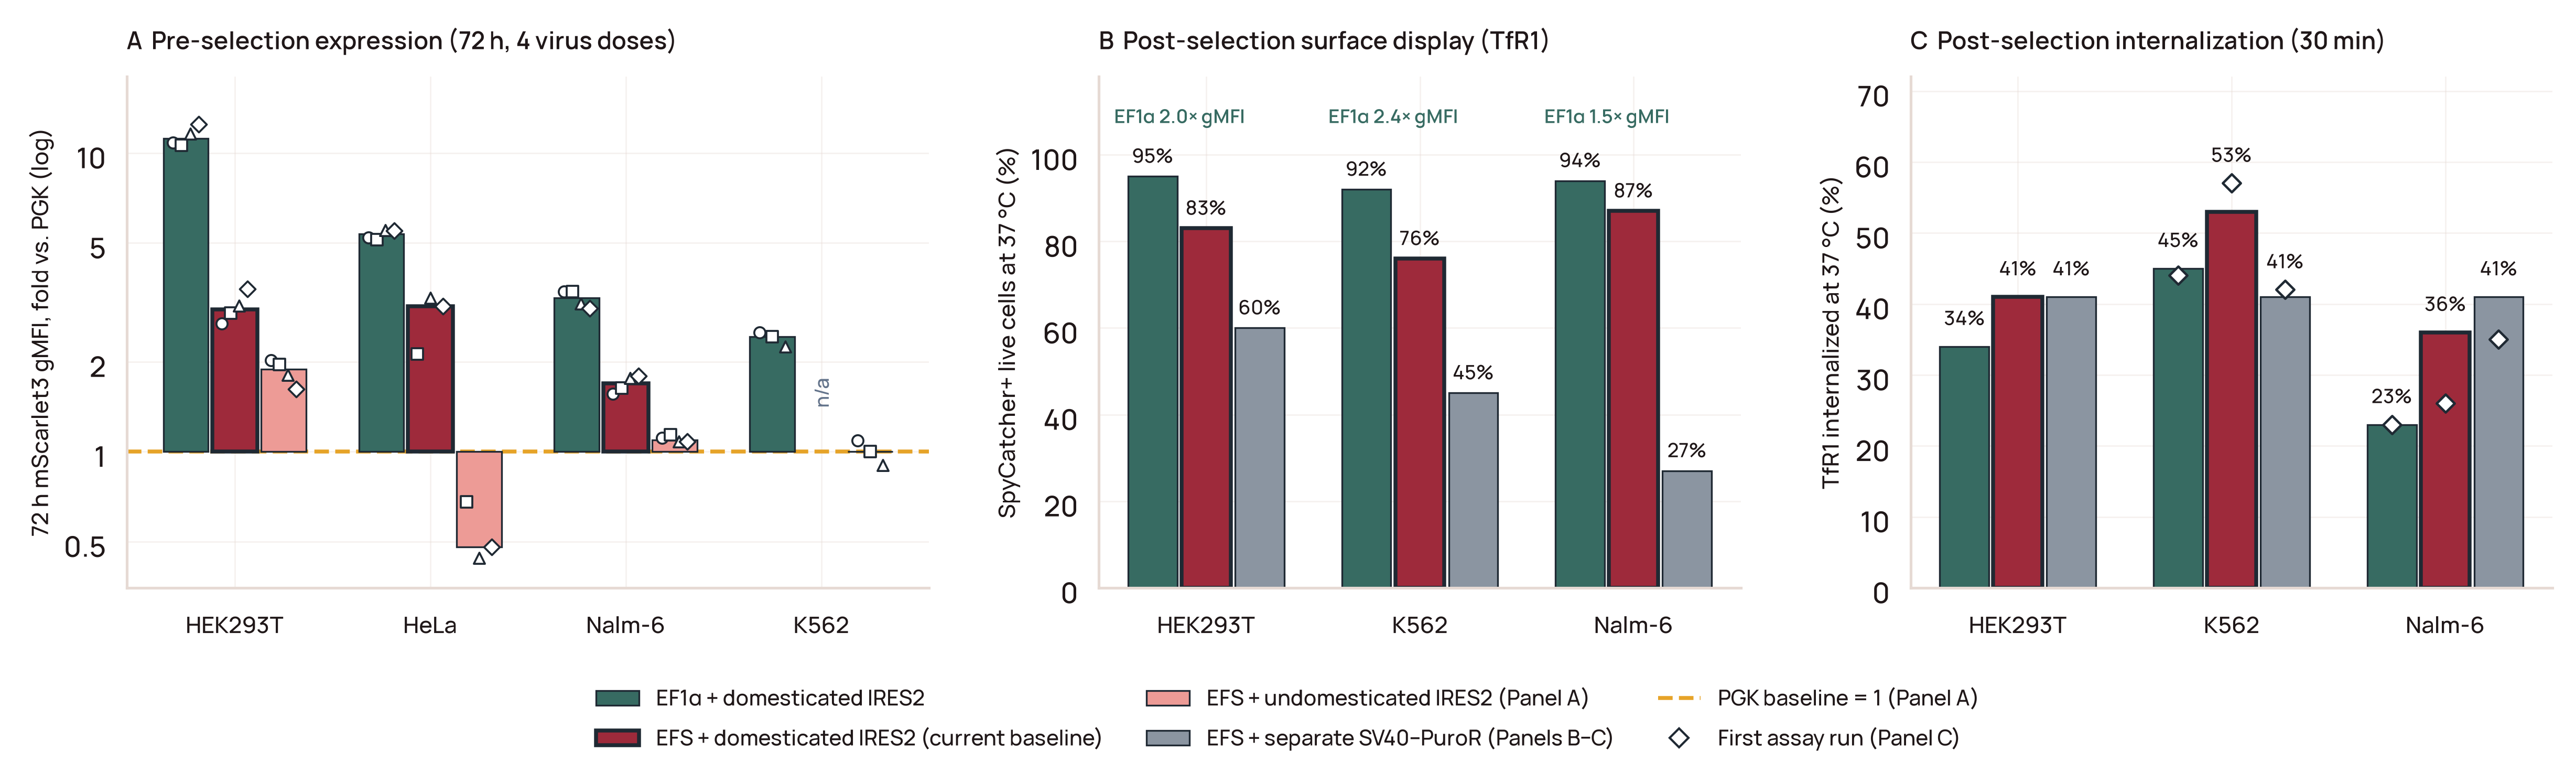 A Pre-selection expression (72 h, 4 virus doses)
72 h mScarlet3 gMFI, fold vs. PGK (log)
10
5
2
1
0.5
n/a
HEK293T
HeLa
Nalm-6
K562
B Post-selection surface display (TfR1)
SpyCatcher+ live cells at 37 °C (%)
100
80
60
40
20
0
EF1α 2.0× gMFI
EF1α 2.4× gMFI
EF1α 1.5× gMFI
95%
83%
60%
92%
76%
45%
94%
87%
27%
HEK293T
K562
Nalm-6
C Post-selection internalization (30 min)
TfR1 internalized at 37 °C (%)
70
60
50
40
30
20
10
0
34%
41%
41%
45%
53%
41%
23%
36%
41%
HEK293T
K562
Nalm-6
EF1α + domesticated IRES2
EFS + domesticated IRES2 (current baseline)
EFS + undomesticated IRES2 (Panel A)
EFS + separate SV40–PuroR (Panels B–C)
PGK baseline = 1 (Panel A)
First assay run (Panel C)